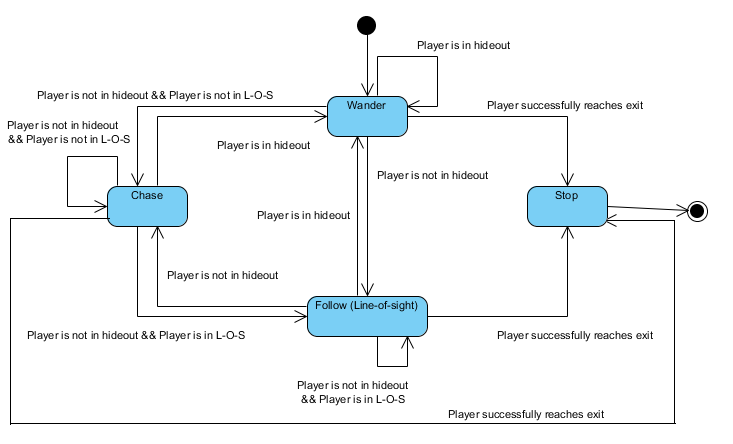 Player is in hideout
Player is not in hideout && Player is not in L-O-S
Wander
Player successfully reaches exit
Player is not in hideout
&& Player is not in L-O-S
Player is in hideout
Player is not in hideout
Chase
Stop
Player is in hideout
Player is not in hideout
Follow (Line-of-sight)
Player is not in hideout && Player is in L-O-S
Player successfully reaches exit
Player is not in hideout
&& Player is in L-O-S
Player successfully reaches exit